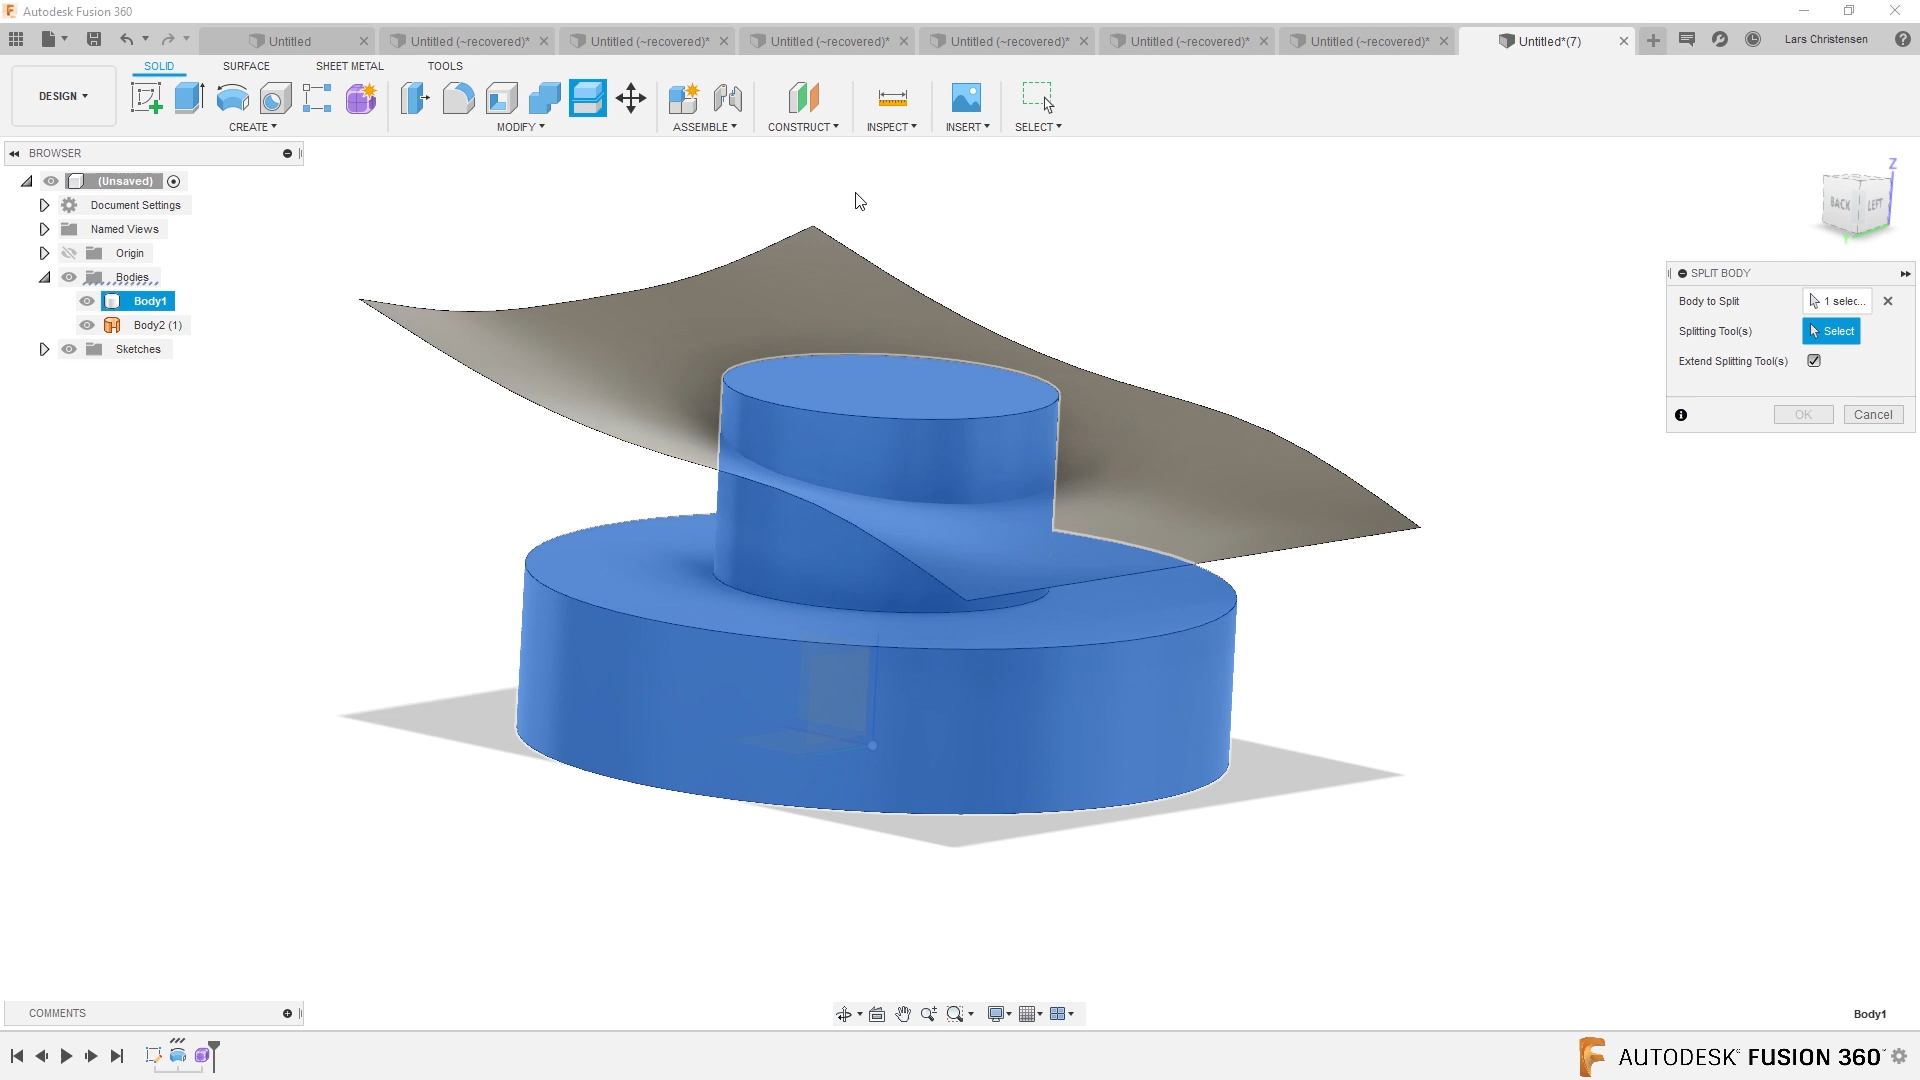 Autodesk Fusion 360
Untitled
Untitled (~recovered)*
Untitled (~recovered)*
Untitled (~recovered)*
Untitled (~recovered)*
Untitled (~recovered)*
Untitled (~recovered)*
Untitled*(7)
Lars Christensen
SOLID
SURFACE
SHEET METAL
TOOLS
DESIGN
CREATE
MODIFY
ASSEMBLE
CONSTRUCT
INSPECT
INSERT
SELECT
BROWSER
(Unsaved)
Document Settings
Named Views
Origin
Bodies
Body1
Body2 (1)
Sketches
Z
BACK
LEFT
Y
SPLIT BODY
Body to Split
1 selec...
Splitting Tool(s)
Select
Extend Splitting Tool(s)
OK
Cancel
COMMENTS
Body1
AUTODESK® FUSION 360™